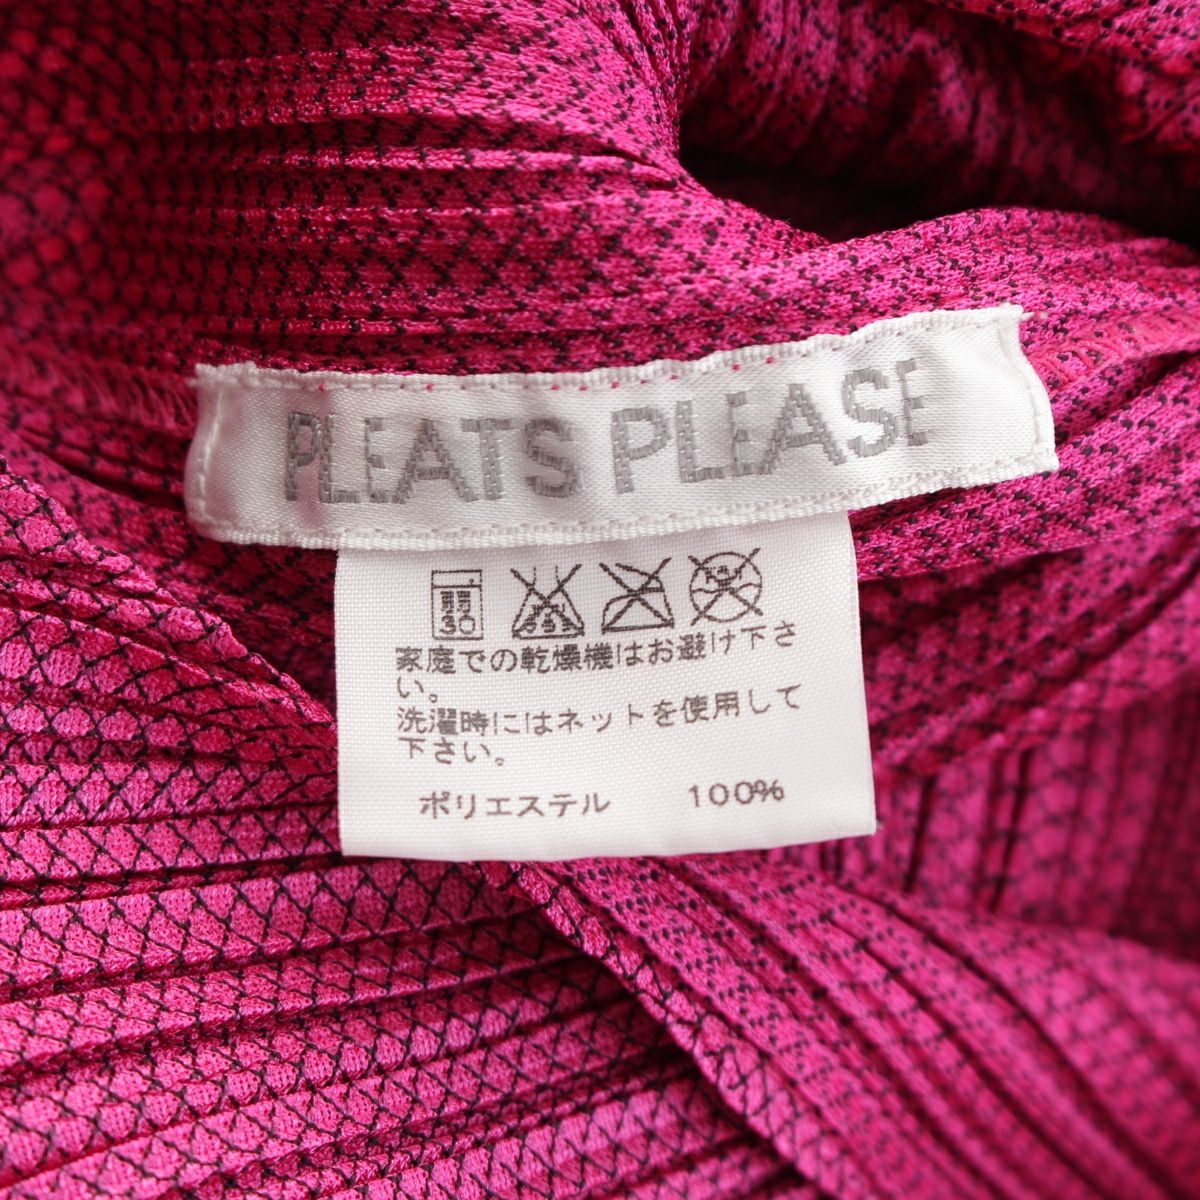 PLEATS PLEASE
弱
30
家庭での乾燥機はお避け下さ
い。
洗濯時にはネットを使用して
下さい。
ポリエステル 100%